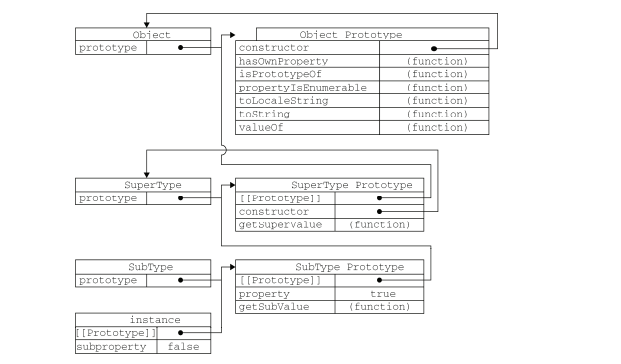 Object
prototype
Object Prototype
constructor
hasOwnProperty (function)
isPrototypeOf (function)
propertyIsEnumerable (function)
toLocaleString (function)
toString (function)
valueOf (function)
SuperType
prototype
SuperType Prototype
[[Prototype]]
constructor
getSuperValue (function)
SubType
prototype
SubType Prototype
[[Prototype]]
property true
getSubValue (function)
instance
[[Prototype]]
subproperty false